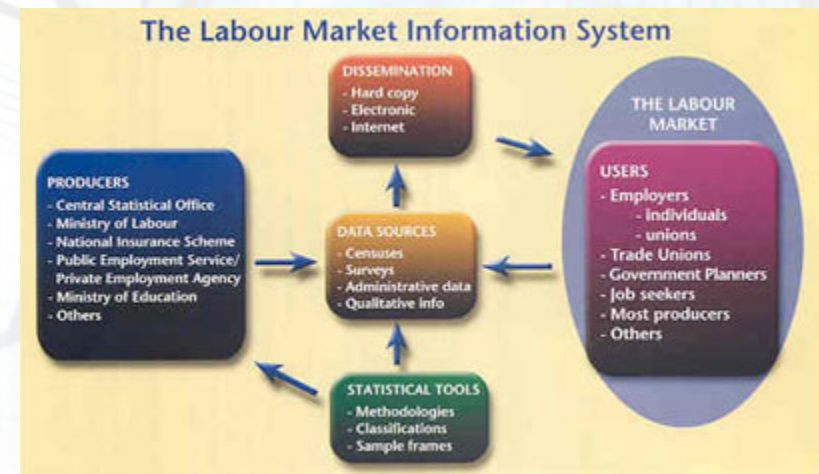 The Labour Market Information System
DISSEMINATION
- Hard copy
- Electronic
- Internet
THE LABOUR
MARKET
PRODUCERS
- Central Statistical Office
- Ministry of Labour
- National Insurance Scheme
- Public Employment Service/
Private Employment Agency
- Ministry of Education
- Others
DATA SOURCES
- Censuses
- Surveys
- Administrative data
- Qualitative info
USERS
- Employers
- individuals
- unions
- Trade Unions
- Government Planners
- Job seekers
- Most producers
- Others
STATISTICAL TOOLS
- Methodologies
- Classifications
- Sample frames